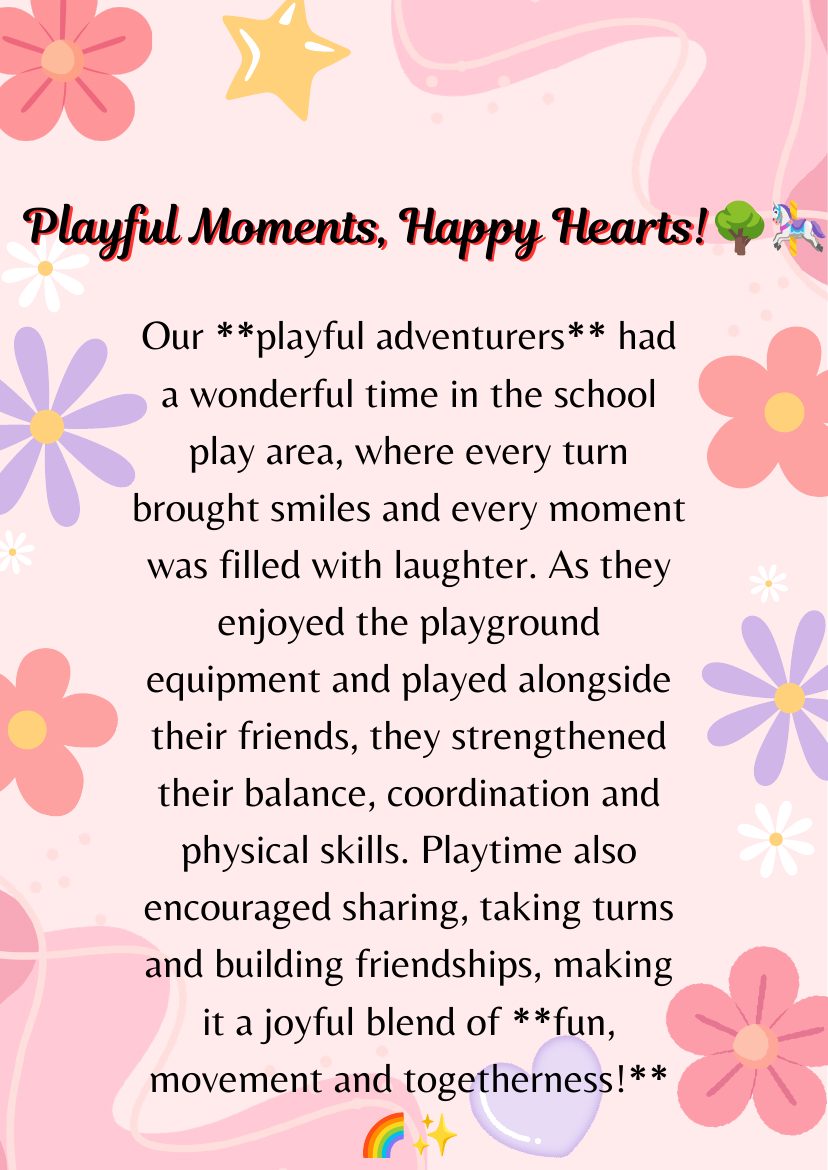 Playful Moments, Happy Hearts!🌳🎠
Our **playful adventurers** had
a wonderful time in the school
play area, where every turn
brought smiles and every moment
was filled with laughter. As they
enjoyed the playground
equipment and played alongside
their friends, they strengthened
their balance, coordination and
physical skills. Playtime also
encouraged sharing, taking turns
and building friendships, making
it a joyful blend of **fun,
movement and togetherness!**
🌈✨